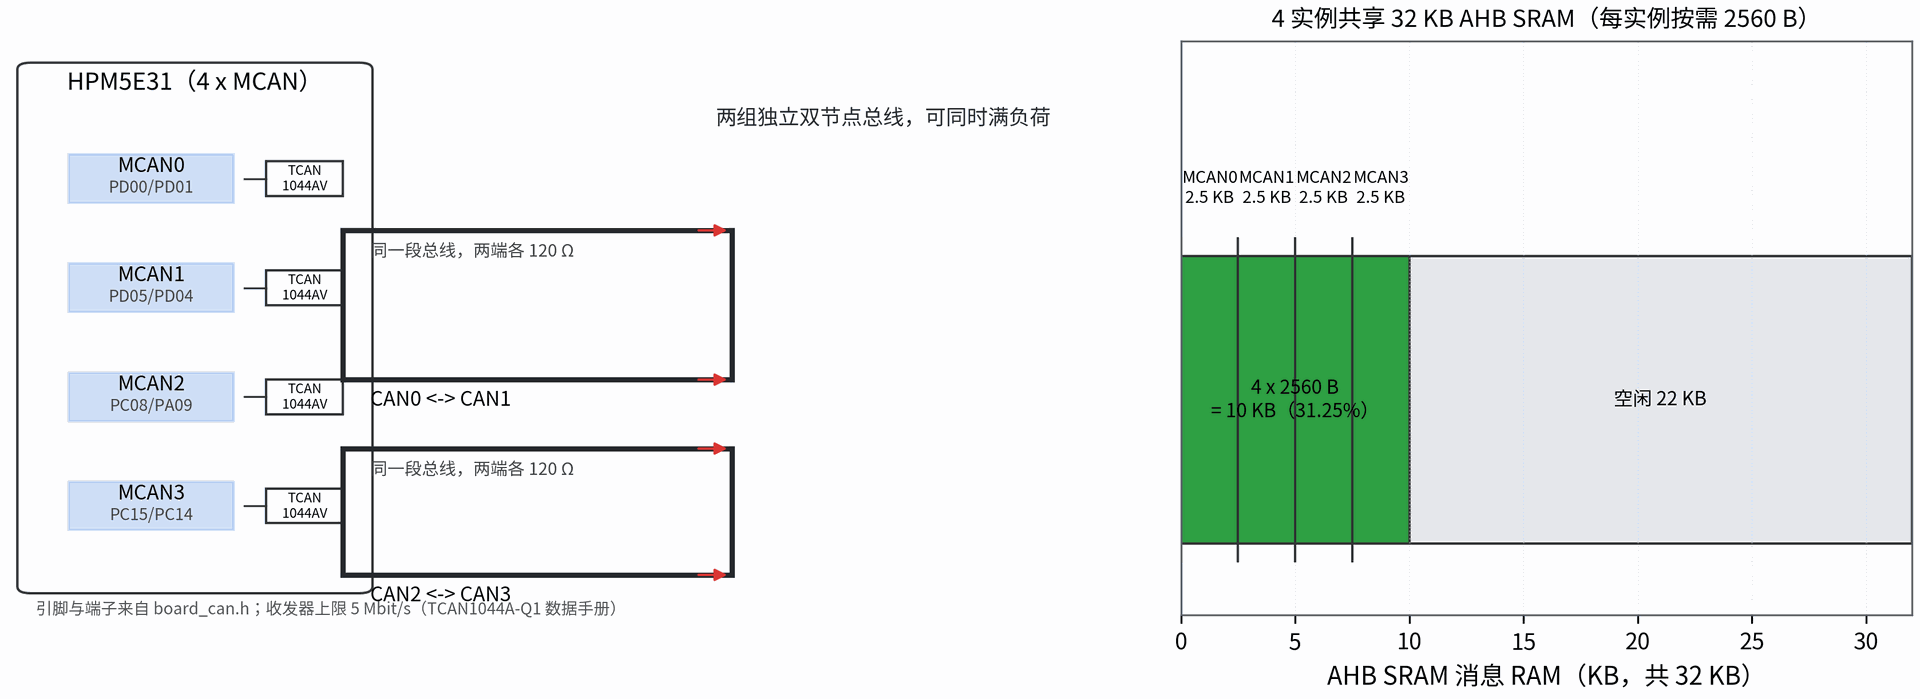 HPM5E31（4 x MCAN）
MCAN0
PD00/PD01
TCAN
1044AV
MCAN1
PD05/PD04
TCAN
1044AV
MCAN2
PC08/PA09
TCAN
1044AV
MCAN3
PC15/PC14
TCAN
1044AV
两组独立双节点总线，可同时满负荷
同一段总线，两端各 120 Ω
CAN0 <-> CAN1
同一段总线，两端各 120 Ω
CAN2 <-> CAN3
引脚与端子来自 board_can.h；收发器上限 5 Mbit/s（TCAN1044A-Q1 数据手册）
4 实例共享 32 KB AHB SRAM（每实例按需 2560 B）
MCAN0 MCAN1 MCAN2 MCAN3
2.5 KB 2.5 KB 2.5 KB 2.5 KB
4 x 2560 B
= 10 KB（31.25%）
空闲 22 KB
0 5 10 15 20 25 30
AHB SRAM 消息 RAM（KB，共 32 KB）